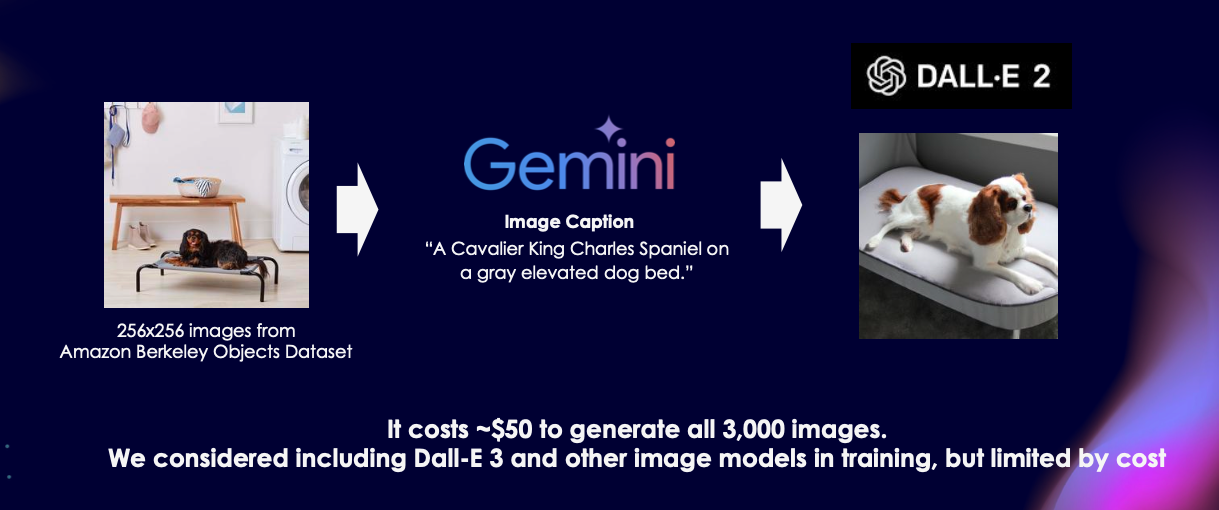 DALL·E 2
Gemini
Image Caption
“A Cavalier King Charles Spaniel on
a gray elevated dog bed.”
256x256 images from
Amazon Berkeley Objects Dataset
It costs ~$50 to generate all 3,000 images.
We considered including Dall-E 3 and other image models in training, but limited by cost